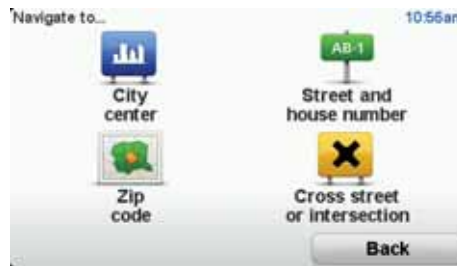 Navigate to...
10:56am
AB-1
City
center
Street and
house number
Zip
code
Cross street
or intersection
Back